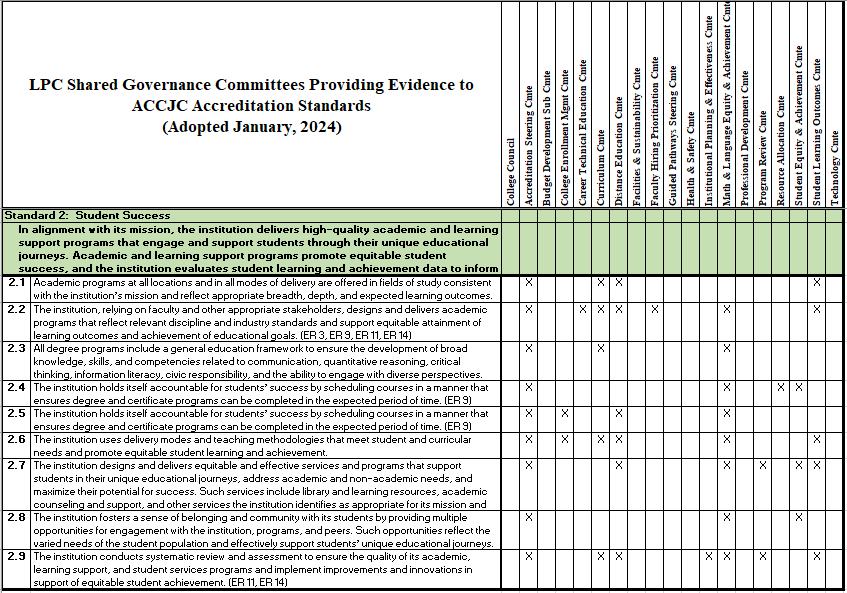 LPC Shared Governance Committees Providing Evidence to
ACCJC Accreditation Standards
(Adopted January, 2024)
College Council
Accreditation Steering Cmte
Budget Development Sub Cmte
College Enrollment Mgmt Cmte
Career Technical Education Cmte
Curriculum Cmte
Distance Education Cmte
Facilities & Sustainability Cmte
Faculty Hiring Prioritization Cmte
Guided Pathways Steering Cmte
Health & Safety Cmte
Institutional Planning & Effectiveness Cmte
Math & Language Equity & Achievement Cmte
Professional Development Cmte
Program Review Cmte
Resource Allocation Cmte
Student Equity & Achievement Cmte
Student Learning Outcomes Cmte
Technology Cmte
Standard 2: Student Success
In alignment with its mission, the institution delivers high-quality academic and learning
support programs that engage and support students through their unique educational
journeys. Academic and learning support programs promote equitable student
success, and the institution evaluates student learning and achievement data to inform
2.1 Academic programs at all locations and in all modes of delivery are offered in fields of study consistent X X X X
with the institution's mission and reflect appropriate breadth, depth, and expected learning outcomes.
2.2 The institution, relying on faculty and other appropriate stakeholders, designs and delivers academic X X X X X X X
programs that reflect relevant discipline and industry standards and support equitable attainment of
learning outcomes and achievement of educational goals. (ER 3, ER 9, ER 11, ER 14)
2.3 All degree programs include a general education framework to ensure the development of broad X X X
knowledge, skills, and competencies related to communication, quantitative reasoning, critical
thinking, information literacy, civic responsibility, and the ability to engage with diverse perspectives.
2.4 The institution holds itself accountable for students' success by scheduling courses in a manner that X X X X
ensures degree and certificate programs can be completed in the expected period of time. (ER 9)
2.5 The institution holds itself accountable for students' success by scheduling courses in a manner that X X X X
ensures degree and certificate programs can be completed in the expected period of time. (ER 9)
2.6 The institution uses delivery modes and teaching methodologies that meet student and curricular X X X X X X
needs and promote equitable student learning and achievement.
2.7 The institution designs and delivers equitable and effective services and programs that support X X X X X X
students in their unique educational journeys, address academic and non-academic needs, and
maximize their potential for success. Such services include library and learning resources, academic
counseling and support, and other services the institution identifies as appropriate for its mission and
2.8 The institution fosters a sense of belonging and community with its students by providing multiple X X X
opportunities for engagement with the institution, programs, and peers. Such opportunities reflect the
varied needs of the student population and effectively support students' unique educational journeys.
2.9 The institution conducts systematic review and assessment to ensure the quality of its academic, X X X X X X X
learning support, and student services programs and implement improvements and innovations in
support of equitable student achievement. (ER 11, ER 14)